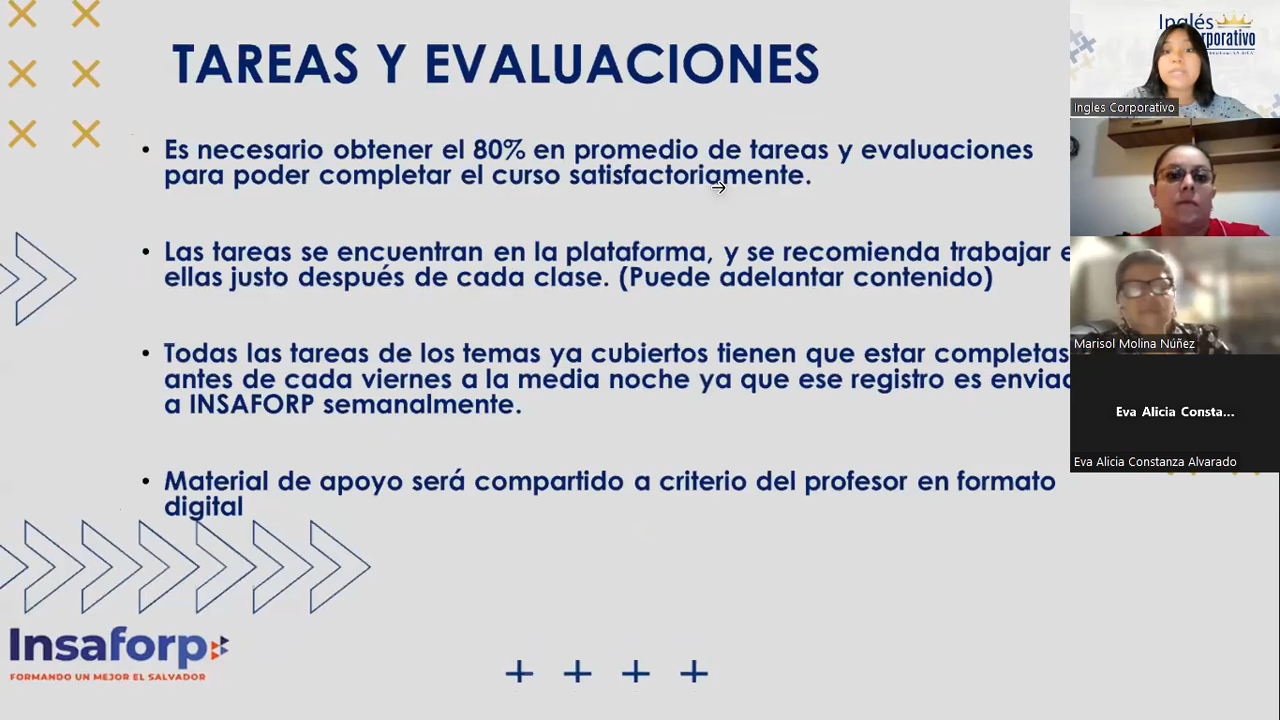 TAREAS Y EVALUACIONES
• Es necesario obtener el 80% en promedio de tareas y evaluaciones
para poder completar el curso satisfactoriamente.
• Las tareas se encuentran en la plataforma, y se recomienda trabajar e
ellas justo después de cada clase. (Puede adelantar contenido)
• Todas las tareas de los temas ya cubiertos tienen que estar completas
antes de cada viernes a la media noche ya que ese registro es enviad
a INSAFORP semanalmente.
• Material de apoyo será compartido a criterio del profesor en formato
digital
Insaforp
FORMANDO UN MEJOR EL SALVADOR
Inglés
Ingles Corporativo
Marisol Molina Núñez
Eva Alicia Consta...
Eva Alicia Constanza Alvarado